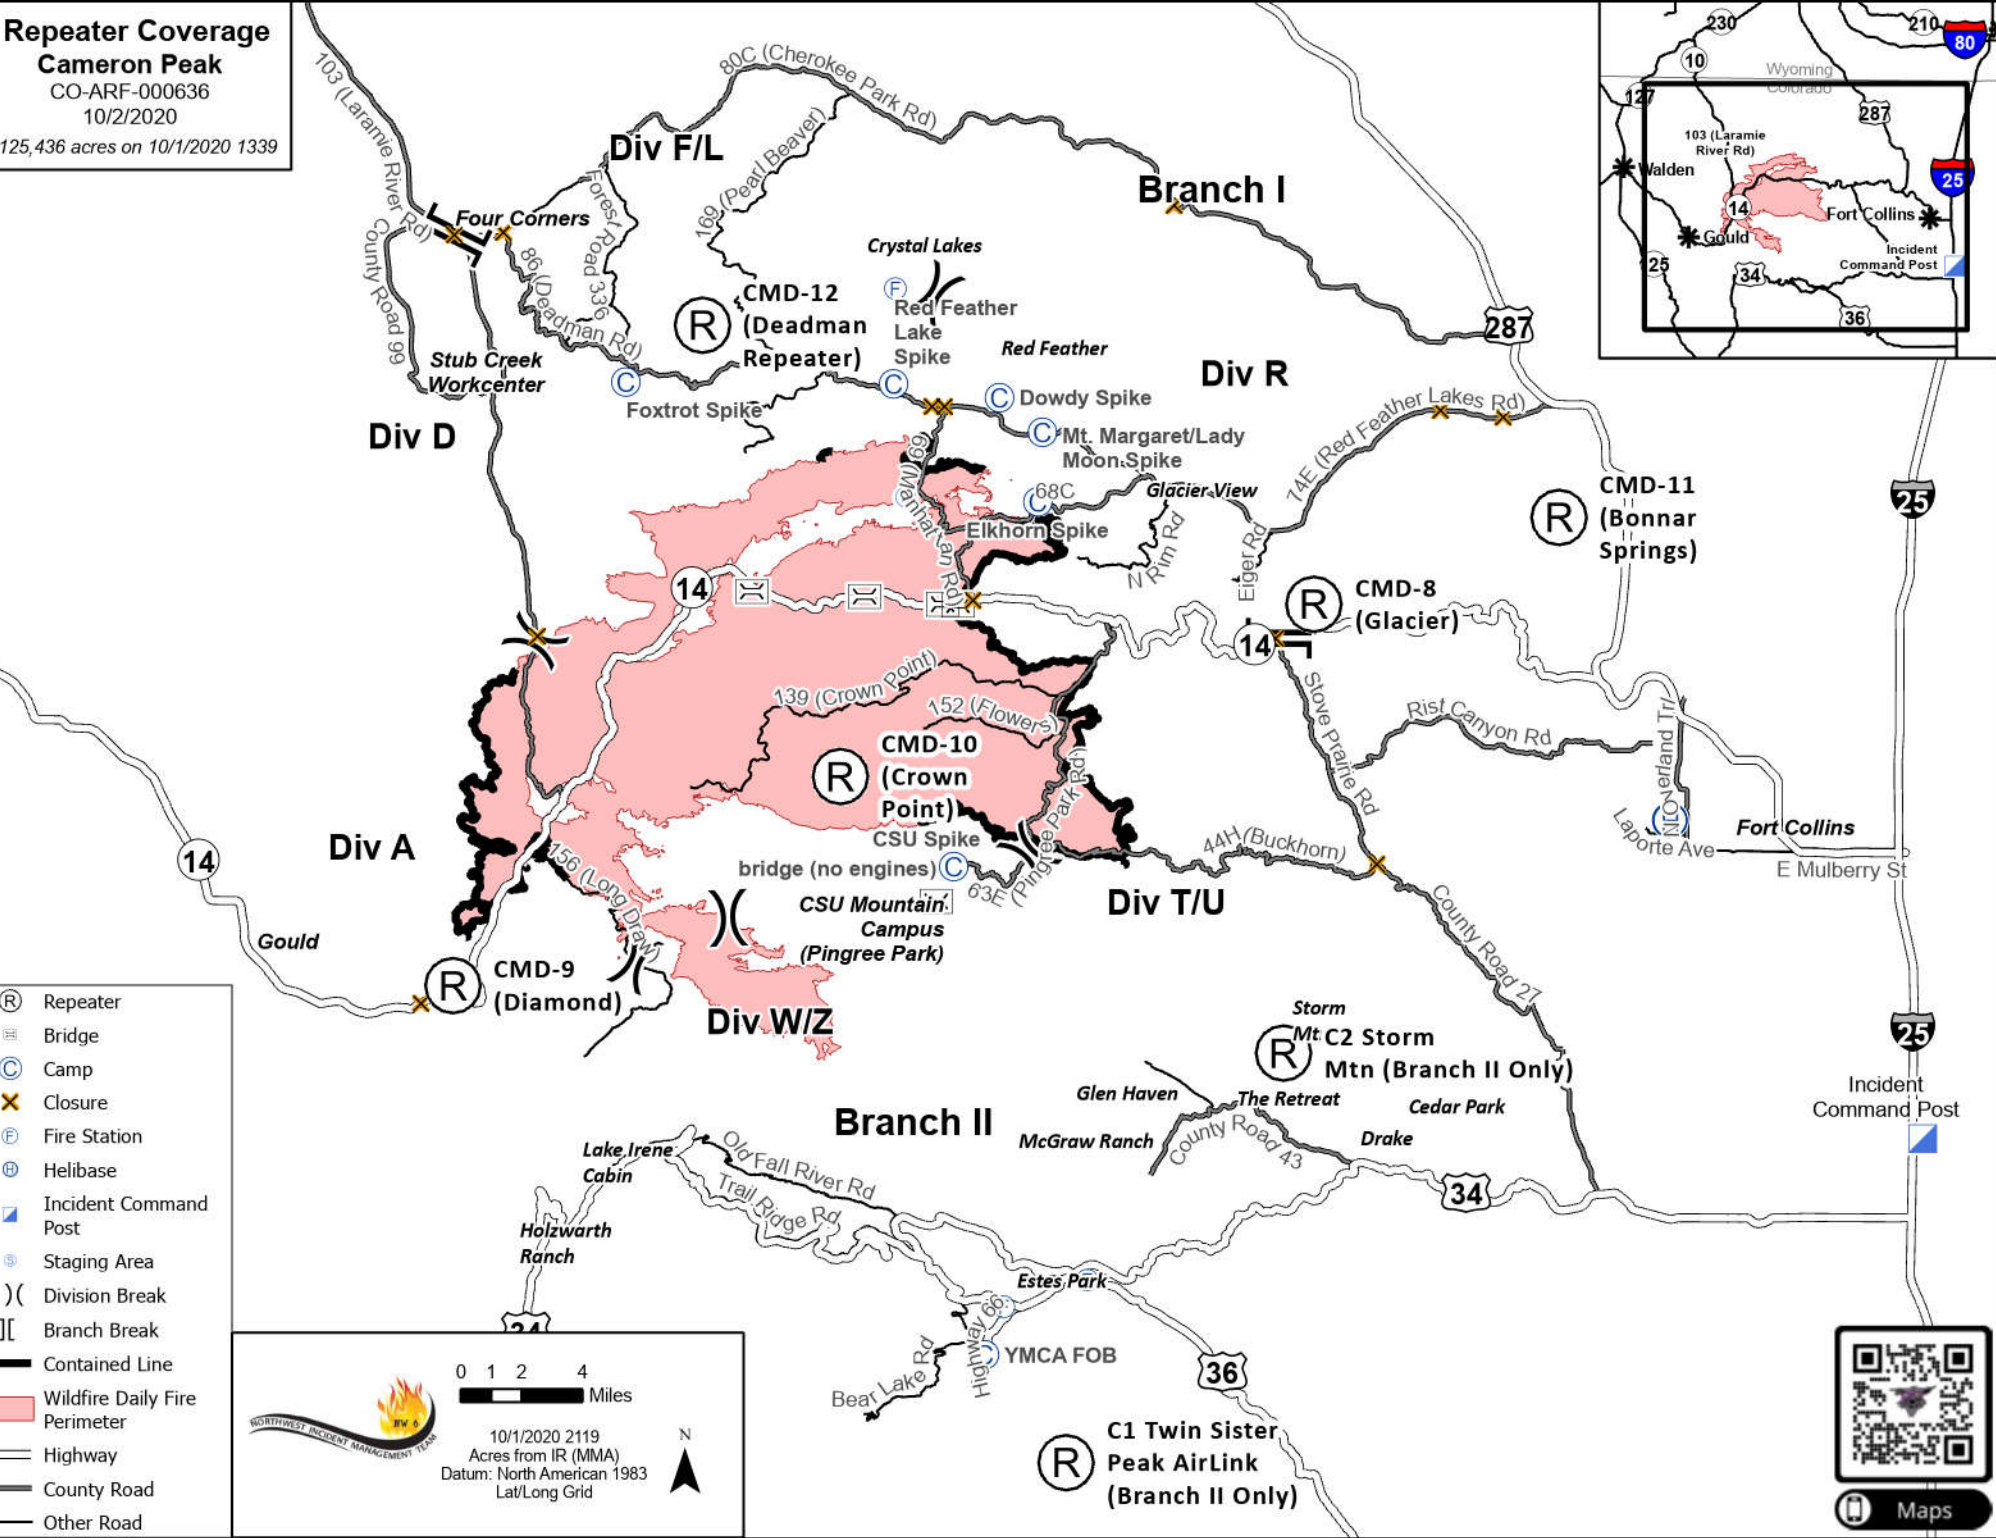 Repeater Coverage
Cameron Peak
CO-ARF-000636
10/2/2020
125,436 acres on 10/1/2020 1339
103 (Laramie River Rd)
80C (Cherokee Park Rd)
Div F/L
169 (Pearl Beaver)
Forest Road 336
Four Corners
County Road 99
86 (Deadman Rd)
Branch I
Crystal Lakes
F
Red Feather
Lake
Spike
R
CMD-12
(Deadman
Repeater)
Red Feather
Stub Creek
Workcenter
C
Foxtrot Spike
C
C
Dowdy Spike
C
Mt. Margaret/Lady
Moon Spike
Div R
287
74E (Red Feather Lakes Rd)
Div D
69 (Manhattan Rd)
68C
C
Elkhorn Spike
Glacier View
N Rim Rd
Eiger Rd
R
CMD-11
(Bonnar
Springs)
25
14
R
CMD-8
(Glacier)
14
139 (Crown Point)
152 (Flowers)
R
CMD-10
(Crown
Point)
Stove Prairie Rd
Rist Canyon Rd
N Overland Trl
Laporte Ave
Fort Collins
E Mulberry St
CSU Spike
bridge (no engines)
C
63E (Pingree Park Rd)
44H (Buckhorn)
Div A
14
156 (Long Draw)
CSU Mountain
Campus
(Pingree Park)
Div T/U
County Road 27
Gould
R
CMD-9
(Diamond)
Div W/Z
Storm
Mt
R
C2 Storm
Mtn (Branch II Only)
25
Incident
Command Post
Glen Haven
The Retreat
Cedar Park
Branch II
McGraw Ranch
County Road 43
Drake
Lake Irene
Cabin
Old Fall River Rd
Trail Ridge Rd
34
Holzwarth
Ranch
34
Estes Park
Highway 66
C
YMCA FOB
Bear Lake Rd
36
R
C1 Twin Sister
Peak AirLink
(Branch II Only)
R Repeater
Bridge
C Camp
Closure
F Fire Station
H Helibase
Incident Command
Post
S Staging Area
)( Division Break
][ Branch Break
Contained Line
Wildfire Daily Fire
Perimeter
Highway
County Road
Other Road
NW 6
NORTHWEST INCIDENT MANAGEMENT TEAM
0 1 2 4
Miles
10/1/2020 2119
Acres from IR (MMA)
Datum: North American 1983
Lat/Long Grid
N
230
210
80
10
Wyoming
Colorado
127
287
103 (Laramie
River Rd)
Walden
25
14
Fort Collins
Gould
Incident
Command Post
125
34
36
Maps